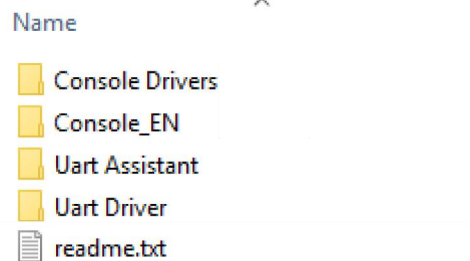 Name
Console Drivers
Console_EN
Uart Assistant
Uart Driver
readme.txt